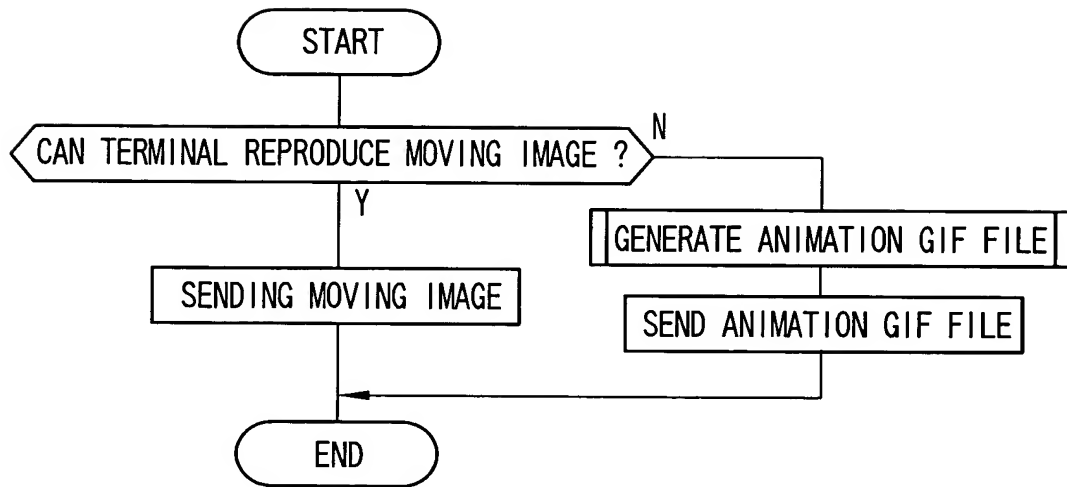 START
CAN TERMINAL REPRODUCE MOVING IMAGE ?
N
Y
GENERATE ANIMATION GIF FILE
SENDING MOVING IMAGE
SEND ANIMATION GIF FILE
END